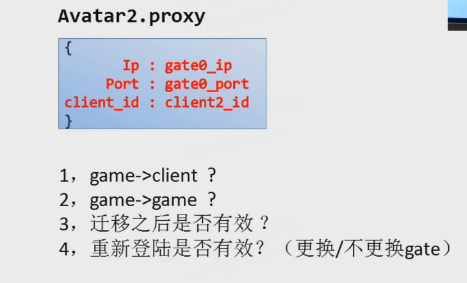 Avatar2.proxy
{
Ip : gate0_ip
Port : gate0_port
client_id : client2_id
}
1，game->client ？
2，game->game ？
3，迁移之后是否有效？
4，重新登陆是否有效？（更换/不更换gate）